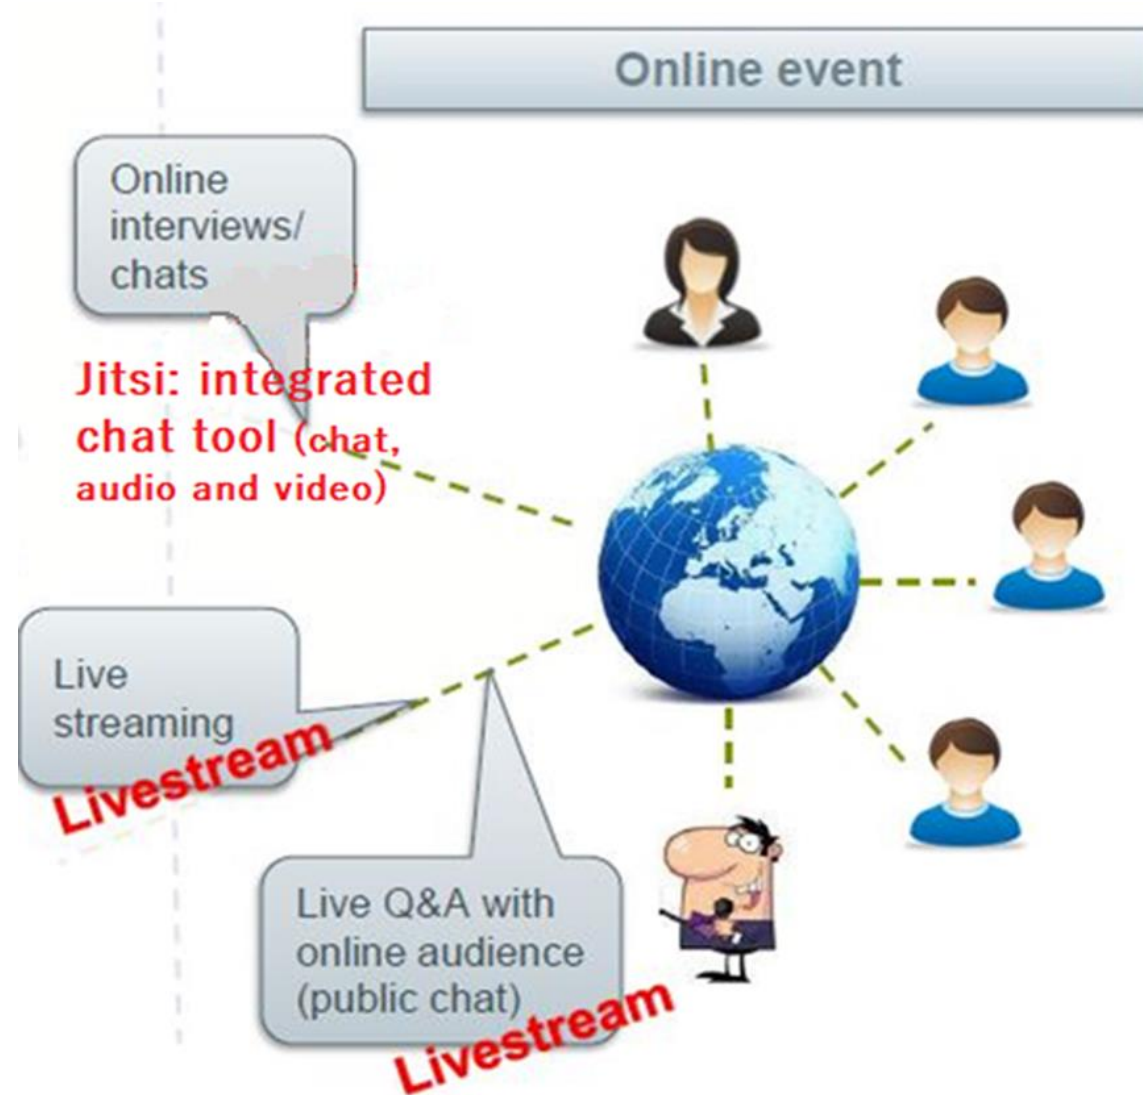 Online event
Online
interviews/
chats
Jitsi: integrated
chat tool (chat,
audio and video)
Live
streaming
Livestream
Live Q&A with
online audience
(public chat)
Livestream